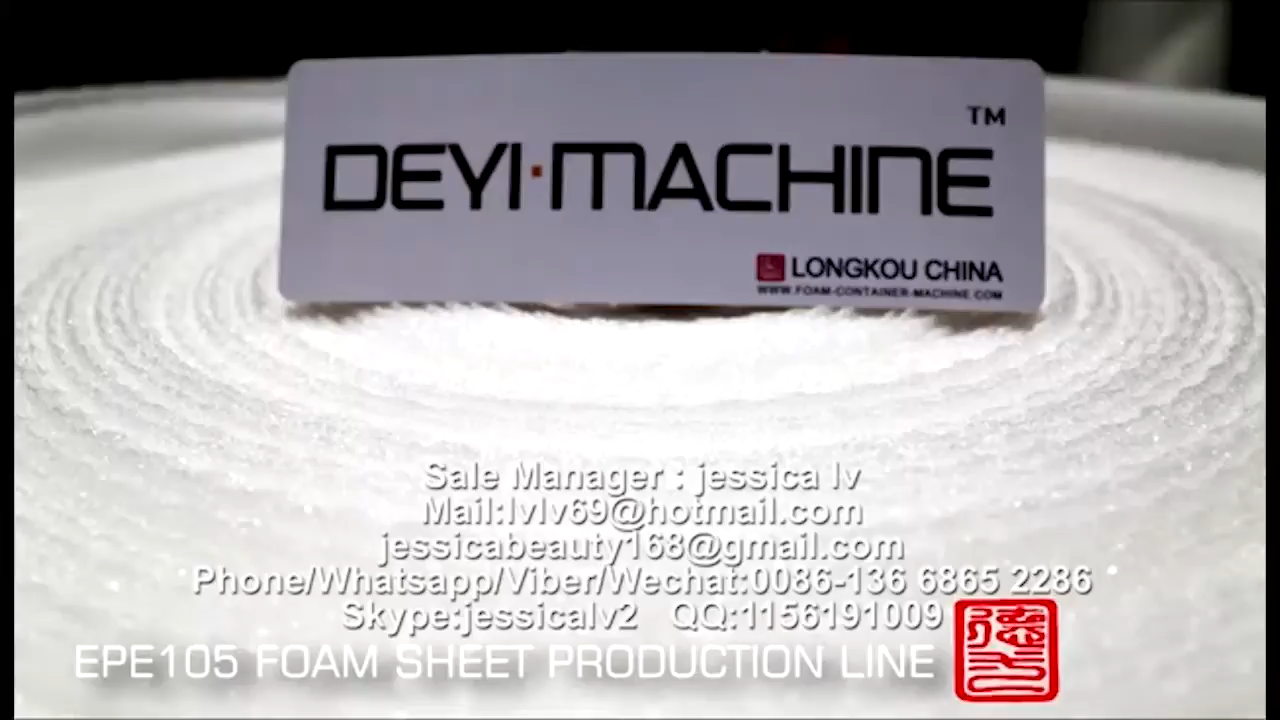 TM
DEYI·MACHINE
LONGKOU CHINA
WWW.FOAM-CONTAINER-MACHINE.COM
Sale Manager : jessica lv
Mail:lvlv69@hotmail.com
jessicabeauty168@gmail.com
Phone/Whatsapp/Viber/Wechat:0086-136 6865 2286
Skype:jessicalv2 QQ:1156191009
EPE105 FOAM SHEET PRODUCTION LINE